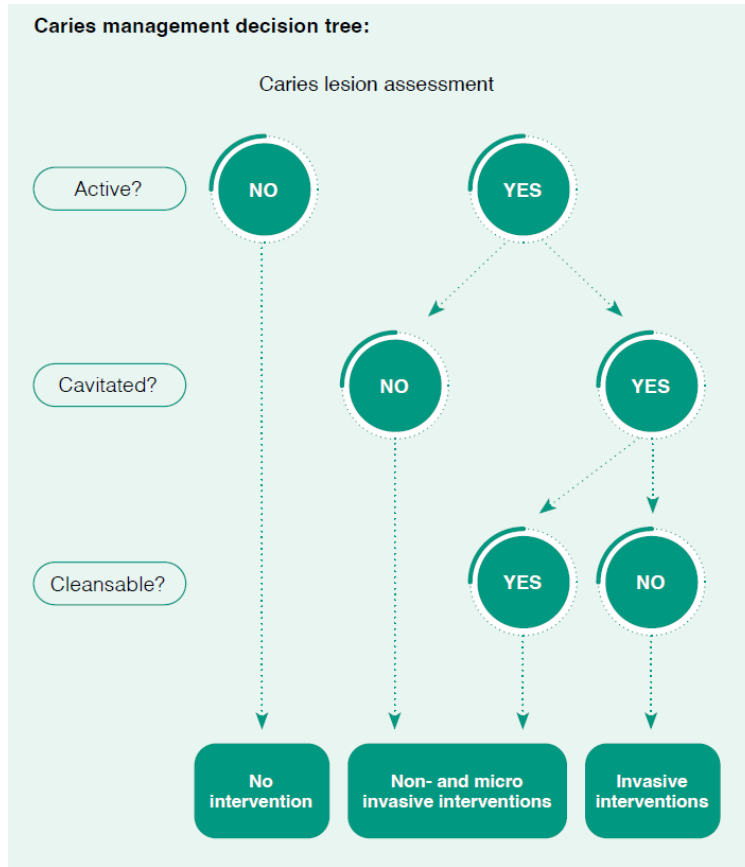 Caries management decision tree:
Caries lesion assessment
Active?
NO
YES
Cavitated?
NO
YES
Cleansable?
YES
NO
No
intervention
Non- and micro
invasive interventions
Invasive
interventions